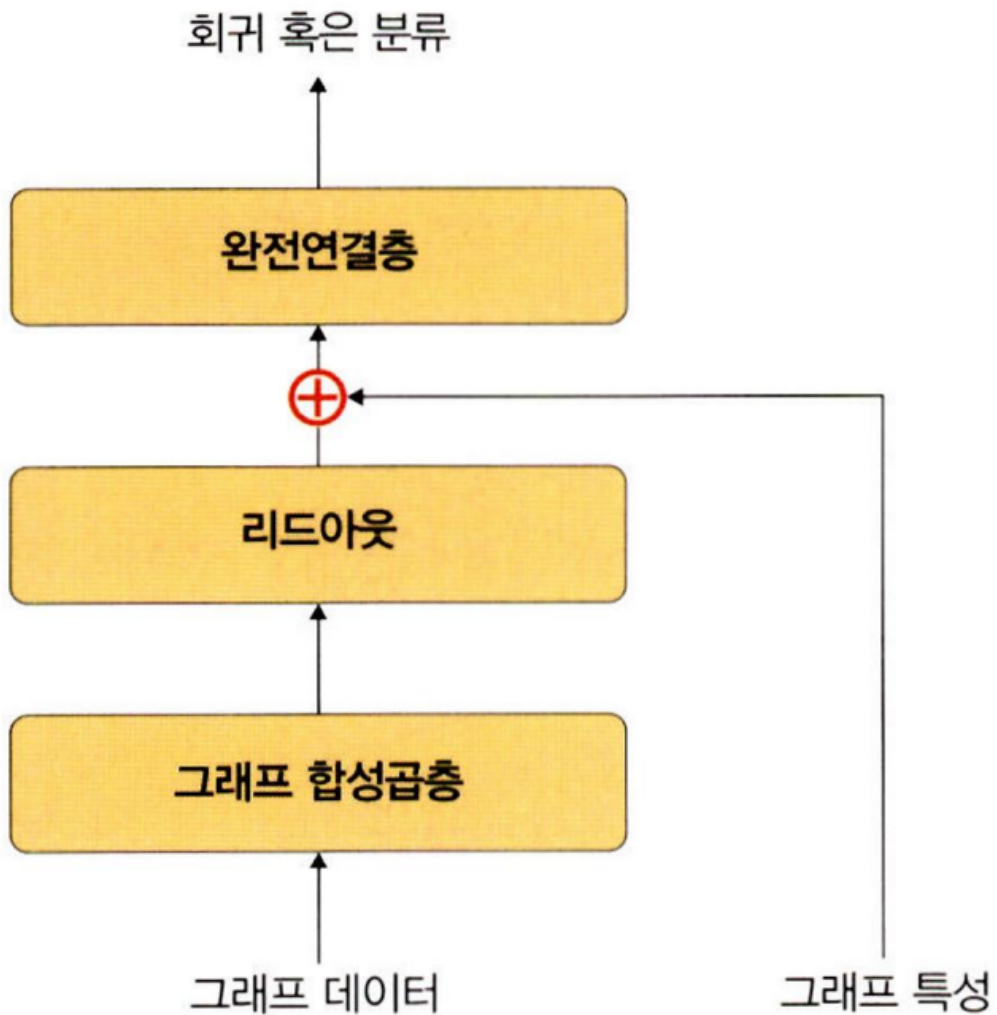 회귀 혹은 분류
완전연결층
리드아웃
그래프 합성곱층
그래프 데이터
그래프 특성